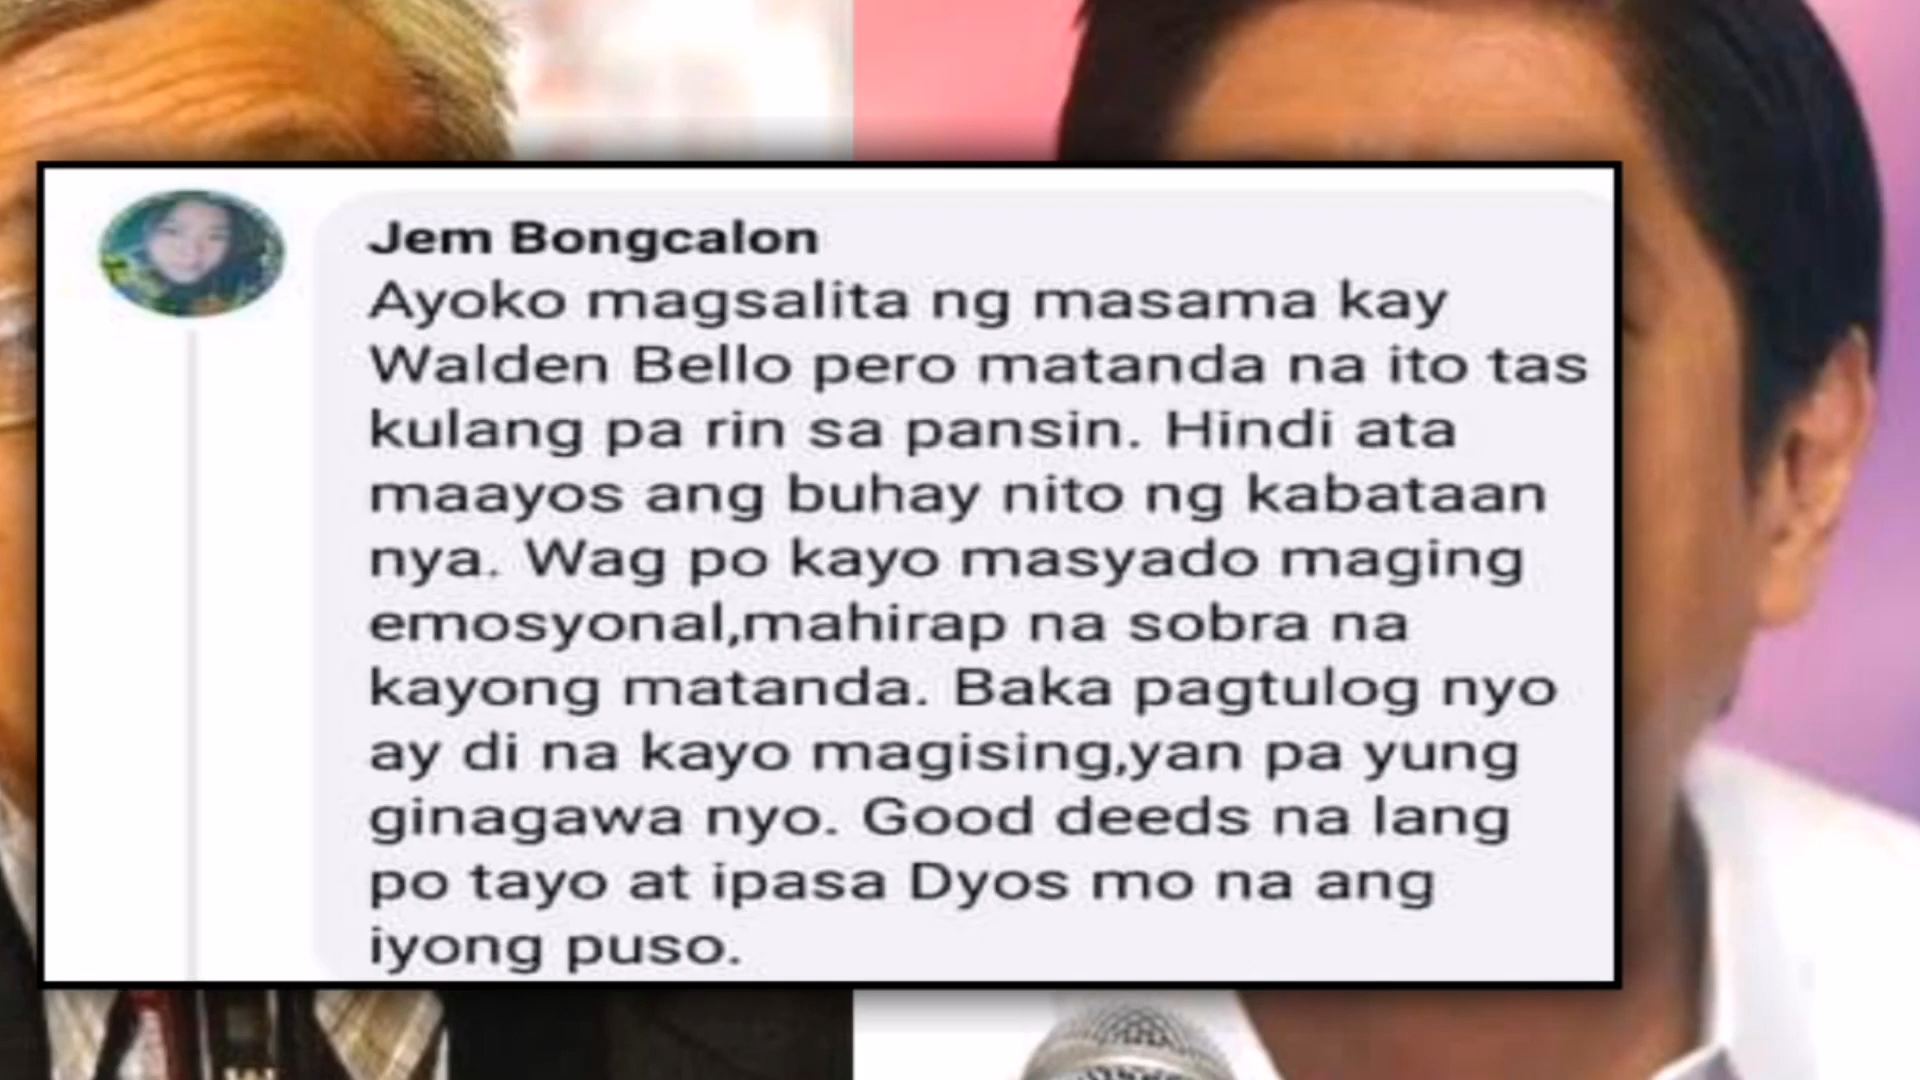 Jem Bongcalon
Ayoko magsalita ng masama kay
Walden Bello pero matanda na ito tas
kulang pa rin sa pansin. Hindi ata
maayos ang buhay nito ng kabataan
nya. Wag po kayo masyado maging
emosyonal,mahirap na sobra na
kayong matanda. Baka pagtulog nyo
ay di na kayo magising,yan pa yung
ginagawa nyo. Good deeds na lang
po tayo at ipasa Dyos mo na ang
iyong puso.